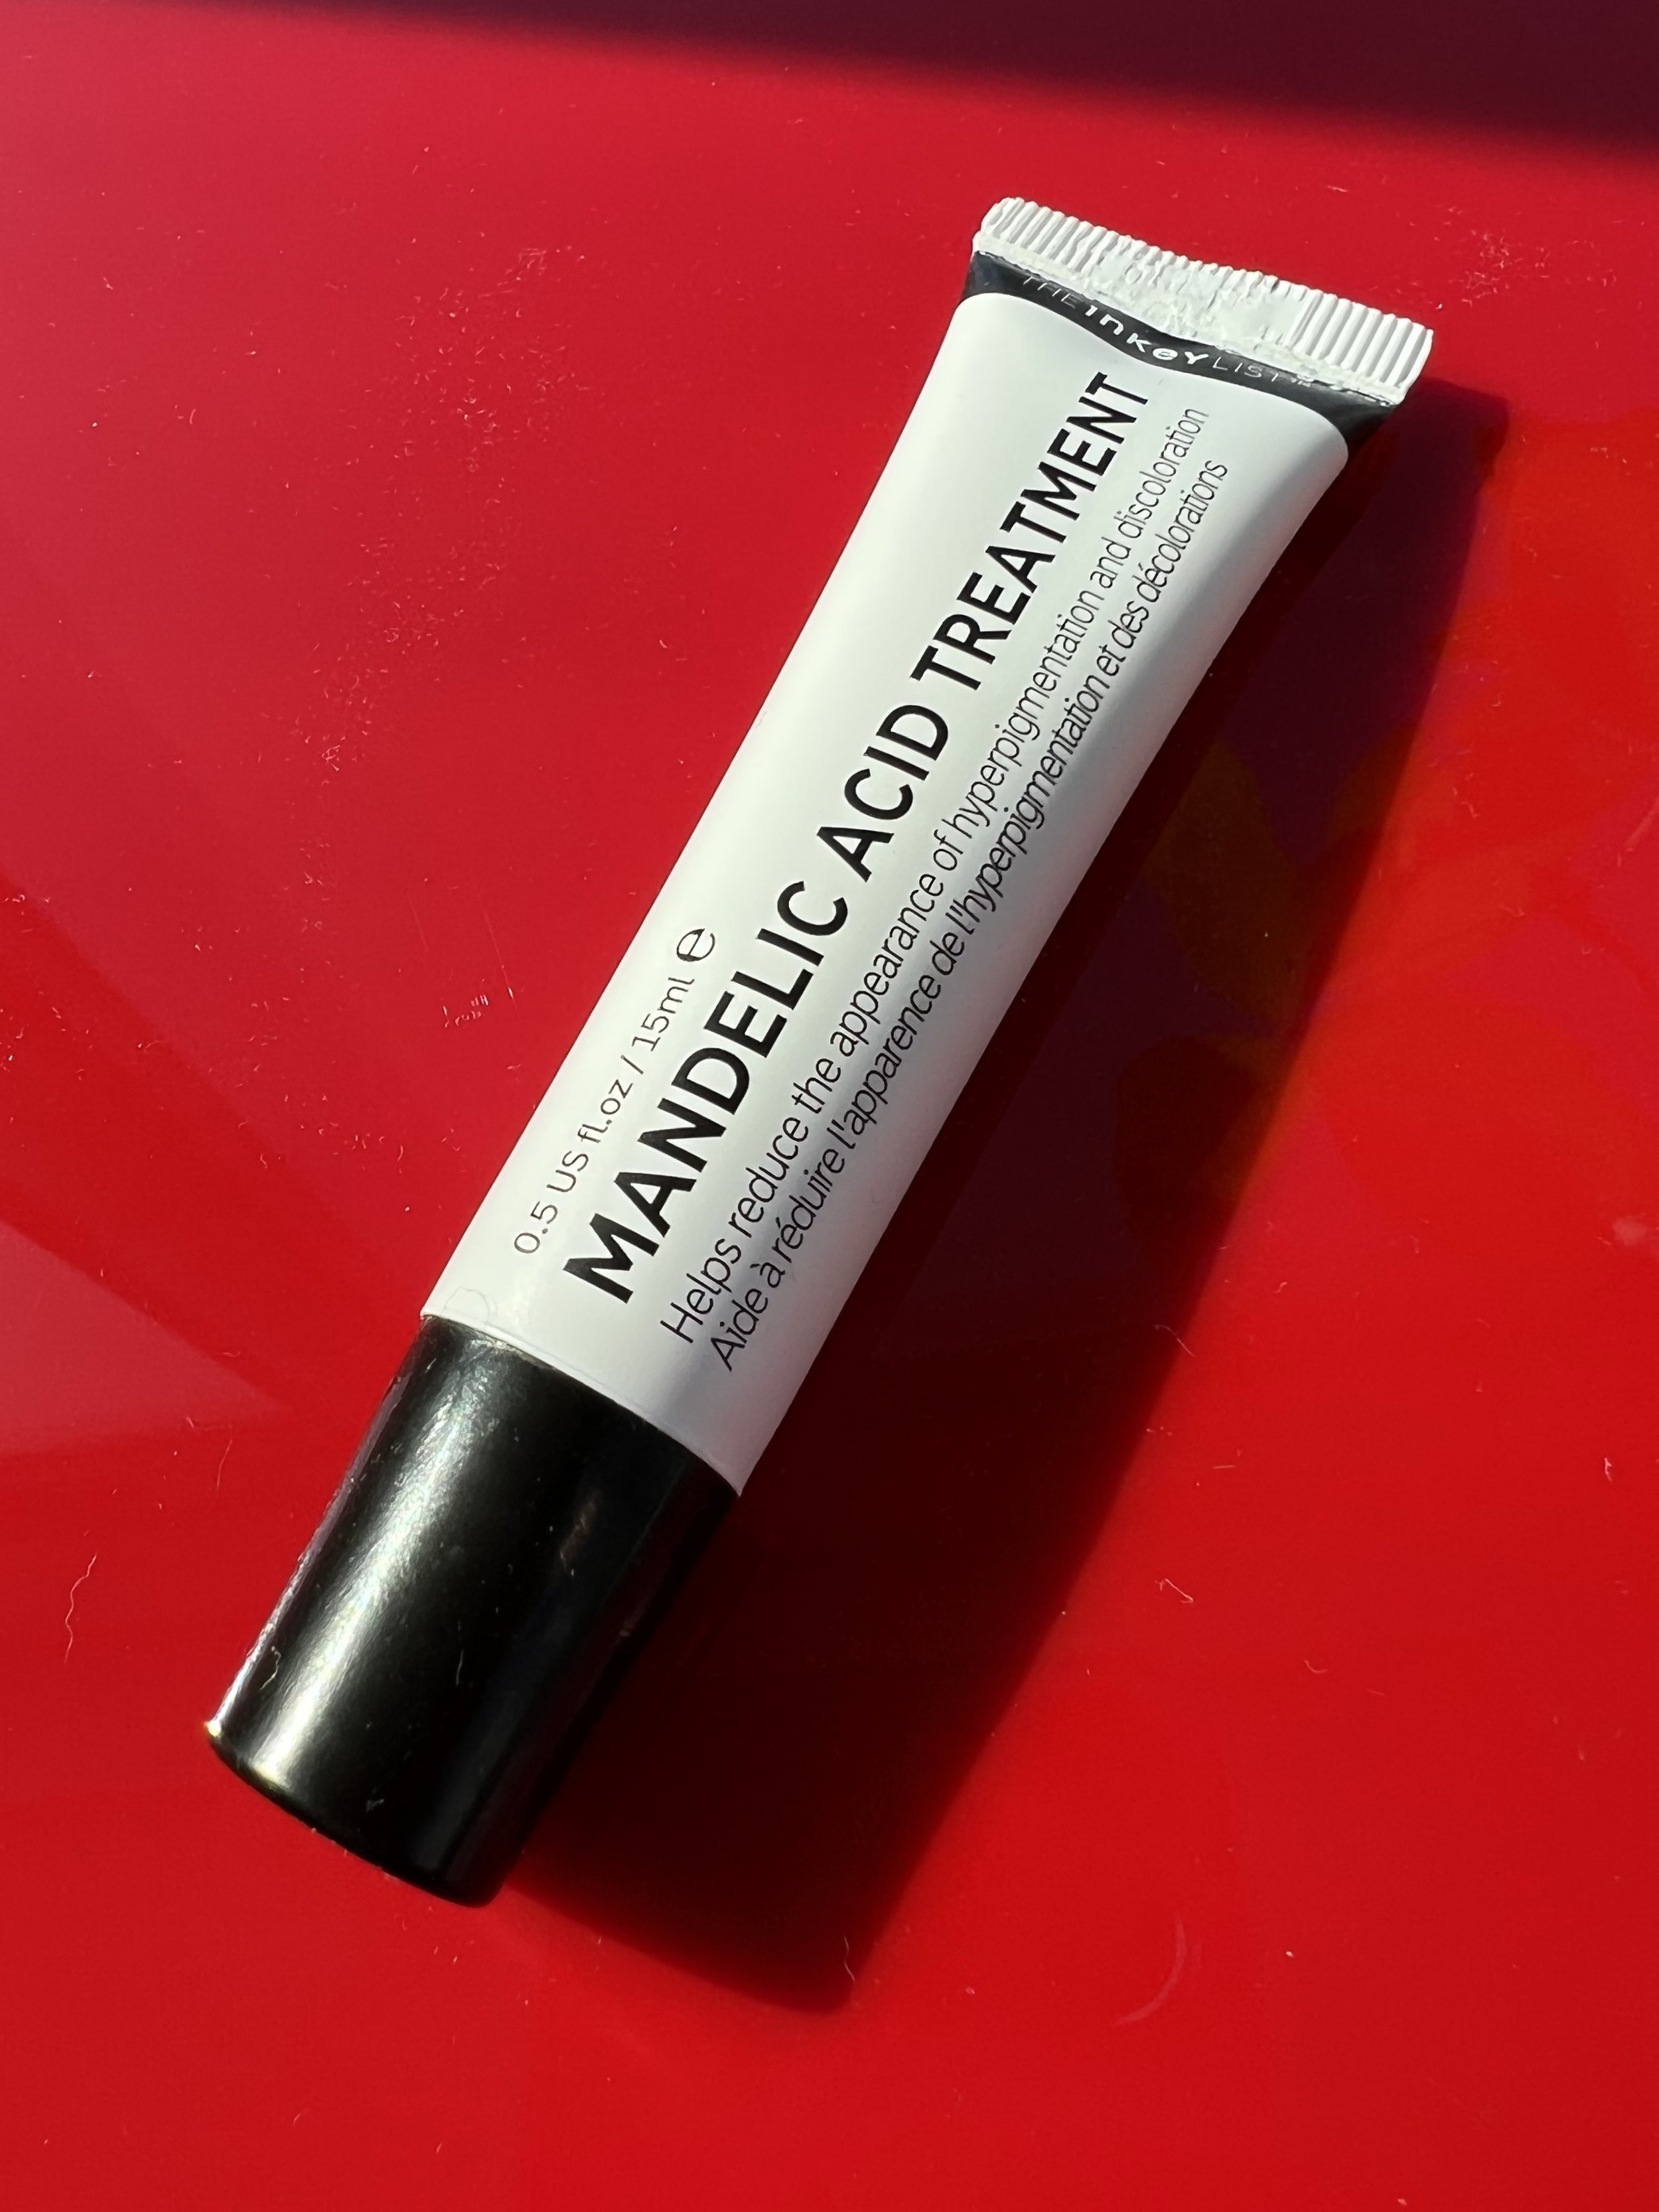 THE INKEY LIST™
0.5 US fl.oz / 15ml ℮
MANDELIC ACID TREATMENT
Helps reduce the appearance of hyperpigmentation and discoloration
Aide à réduire l'apparence de l'hyperpigmentation et des décolorations